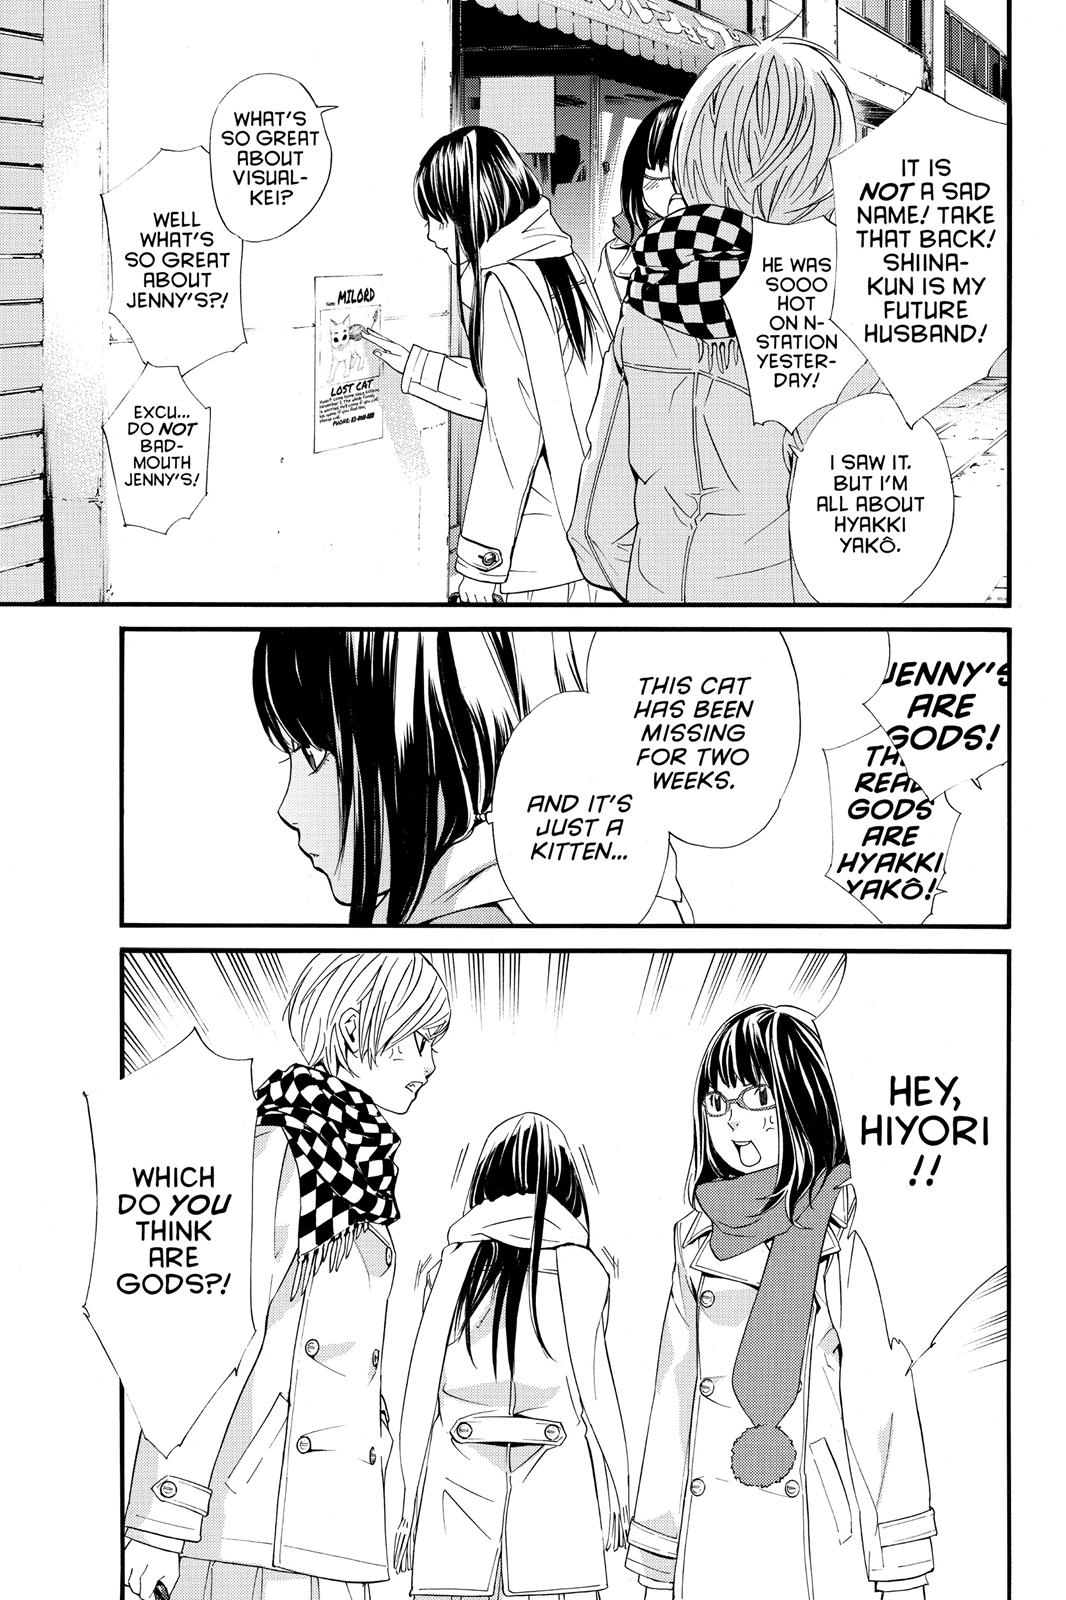 IT IS
NOT A SAD
NAME! TAKE
THAT BACK!
SHIINA-
KUN IS MY
FUTURE
HUSBAND!
HE WAS
SOOO
HOT
ON N-
STATION
YESTER-
DAY!
I SAW IT.
BUT I'M
ALL ABOUT
HYAKKI
YAKÔ.
WHAT'S
SO GREAT
ABOUT
VISUAL-
KEI?
WELL
WHAT'S
SO GREAT
ABOUT
JENNY'S?!
EXCU...
DO NOT
BAD-
MOUTH
JENNY'S!
Name: MILORD
LOST CAT
PHONE:
JENNY'S
ARE
GODS!
THE
REAL
GODS
ARE
HYAKKI
YAKÔ!
THIS CAT
HAS BEEN
MISSING
FOR TWO
WEEKS.
AND IT'S
JUST A
KITTEN...
HEY,
HIYORI
!!
WHICH
DO YOU
THINK
ARE
GODS?!